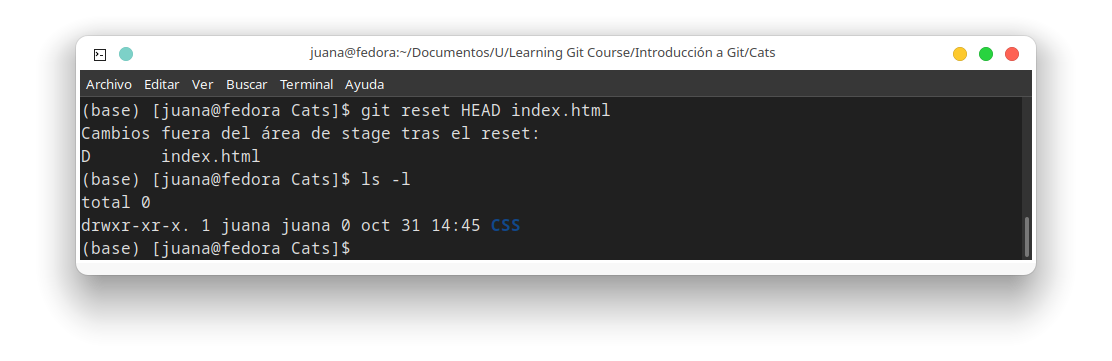 juana@fedora:~/Documentos/U/Learning Git Course/Introducción a Git/Cats
Archivo Editar Ver Buscar Terminal Ayuda
(base) [juana@fedora Cats]$ git reset HEAD index.html
Cambios fuera del área de stage tras el reset:
D       index.html
(base) [juana@fedora Cats]$ ls -l
total 0
drwxr-xr-x. 1 juana juana 0 oct 31 14:45 CSS
(base) [juana@fedora Cats]$